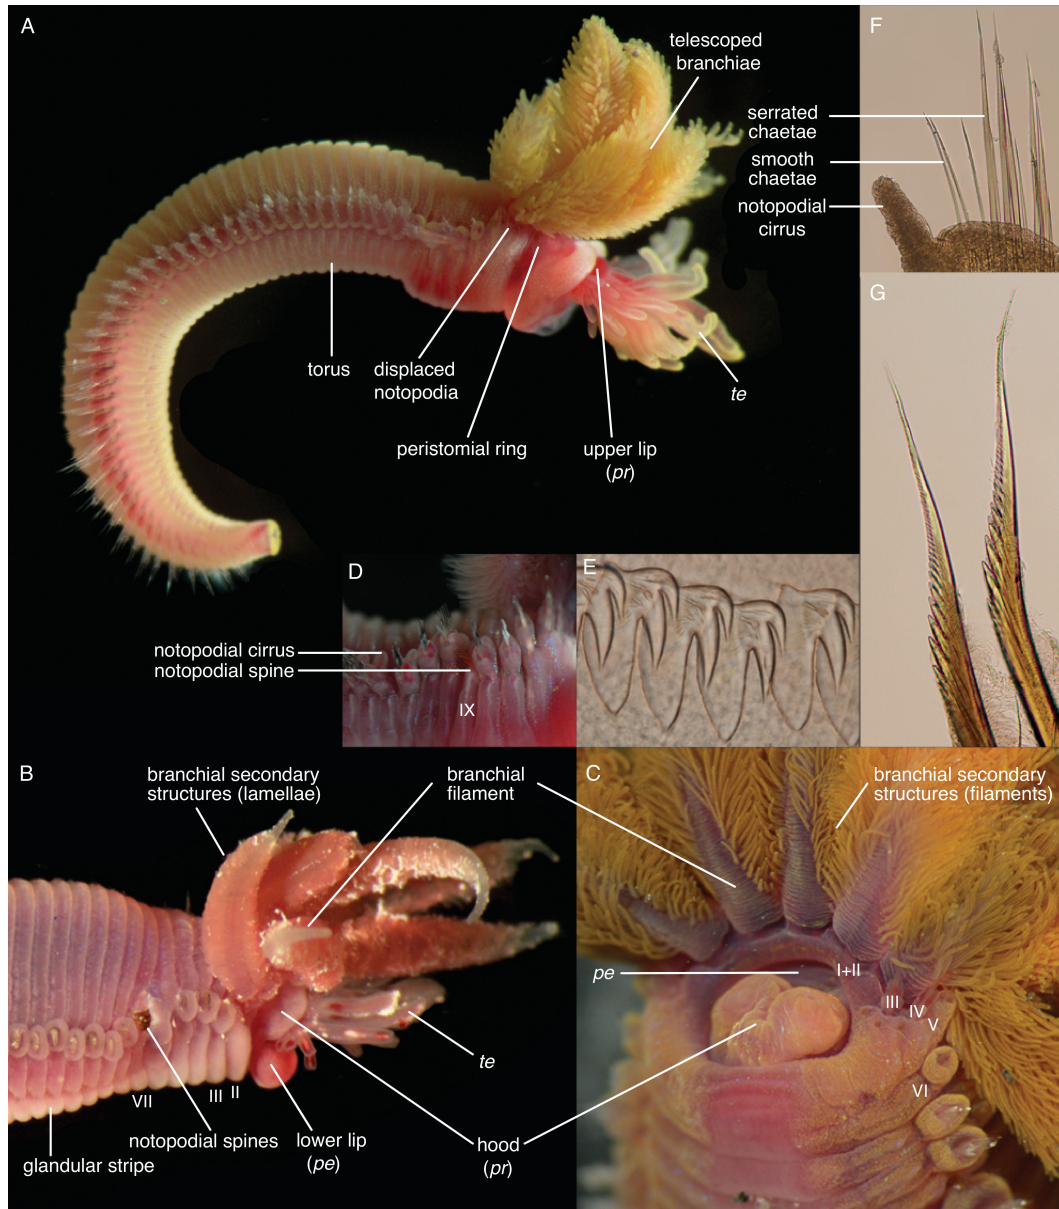 A
telescoped
branchiae
torus
displaced
notopodia
peristomial ring
upper lip
(pr)
te
F
serrated
chaetae
smooth
chaetae
notopodial
cirrus
G
D
notopodial cirrus
notopodial spine
IX
E
B
branchial secondary
structures (lamellae)
branchial
filament
te
VII
III
II
notopodial spines
lower lip
(pe)
hood
(pr)
glandular stripe
C
branchial secondary
structures (filaments)
pe
I+II
III
IV
V
VI